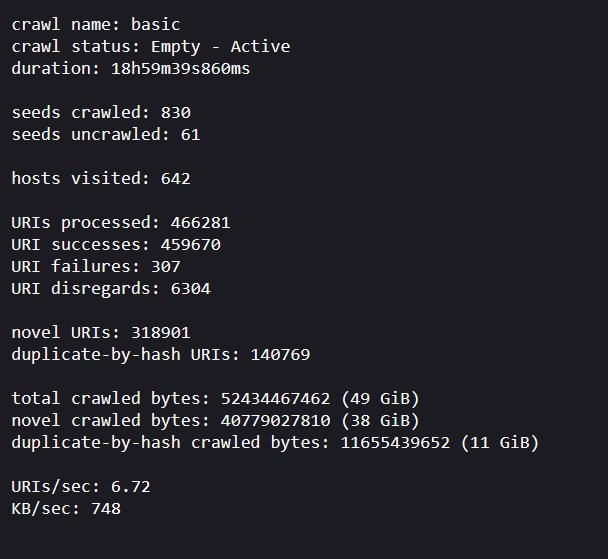 crawl name: basic
crawl status: Empty - Active
duration: 18h59m39s860ms
seeds crawled: 830
seeds uncrawled: 61
hosts visited: 642
URIs processed: 466281
URI successes: 459670
URI failures: 307
URI disregards: 6304
novel URIs: 318901
duplicate-by-hash URIs: 140769
total crawled bytes: 52434467462 (49 GiB)
novel crawled bytes: 40779027810 (38 GiB)
duplicate-by-hash crawled bytes: 11655439652 (11 GiB)
URIs/sec: 6.72
KB/sec: 748